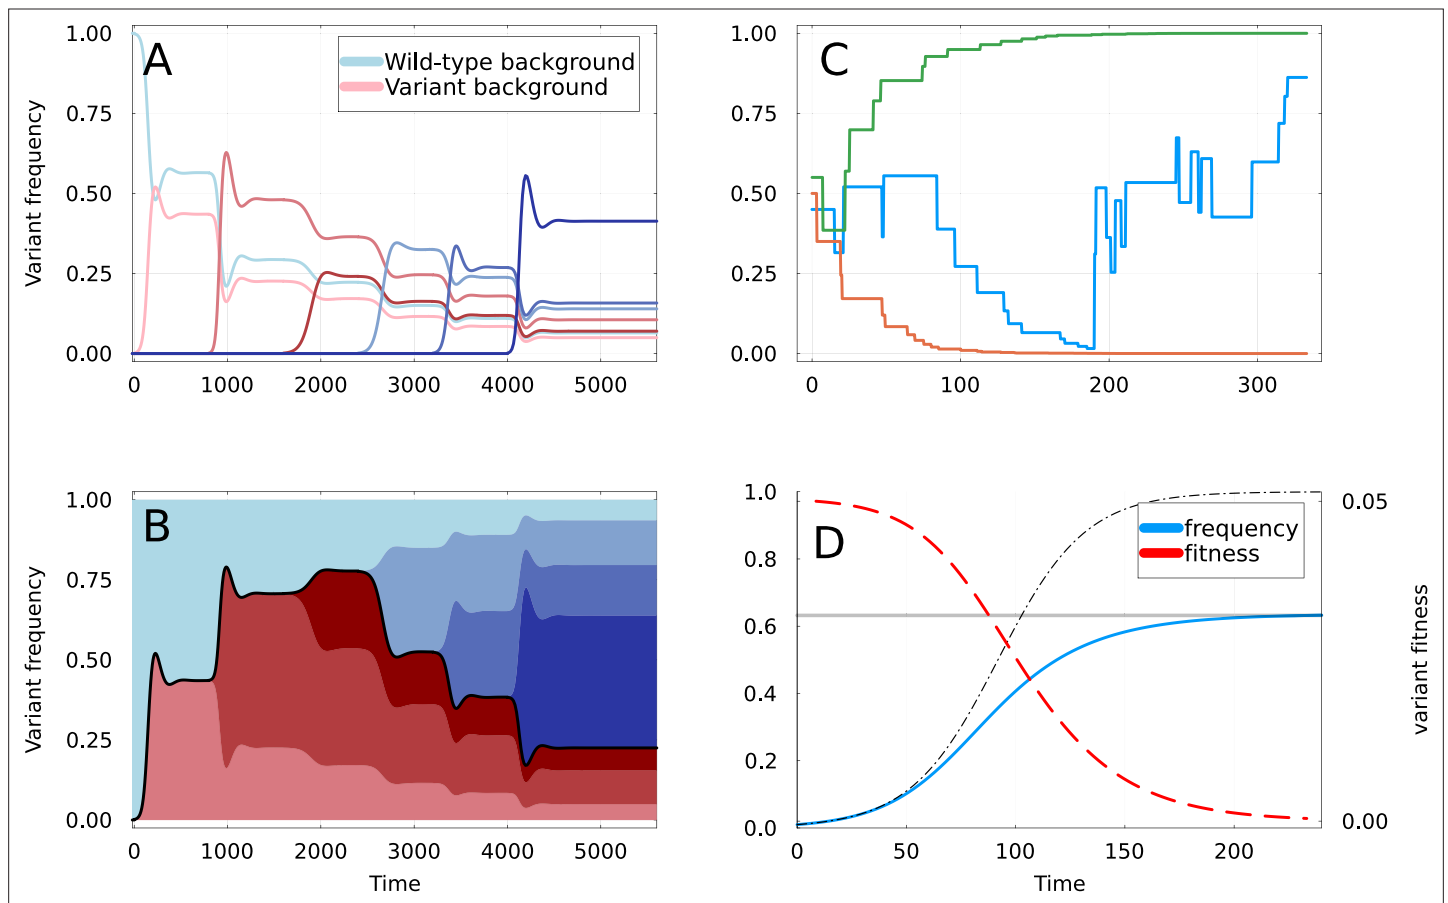 A
Wild-type background
Variant background
Variant frequency
1.00
0.75
0.50
0.25
0.00
0 1000 2000 3000 4000 5000
C
1.00
0.75
0.50
0.25
0.00
0 100 200 300
B
Variant frequency
1.00
0.75
0.50
0.25
0.00
0 1000 2000 3000 4000 5000
Time
D
frequency
fitness
1.0
0.8
0.6
0.4
0.2
0.0
0 50 100 150 200
Time
0.05
0.00
variant fitness